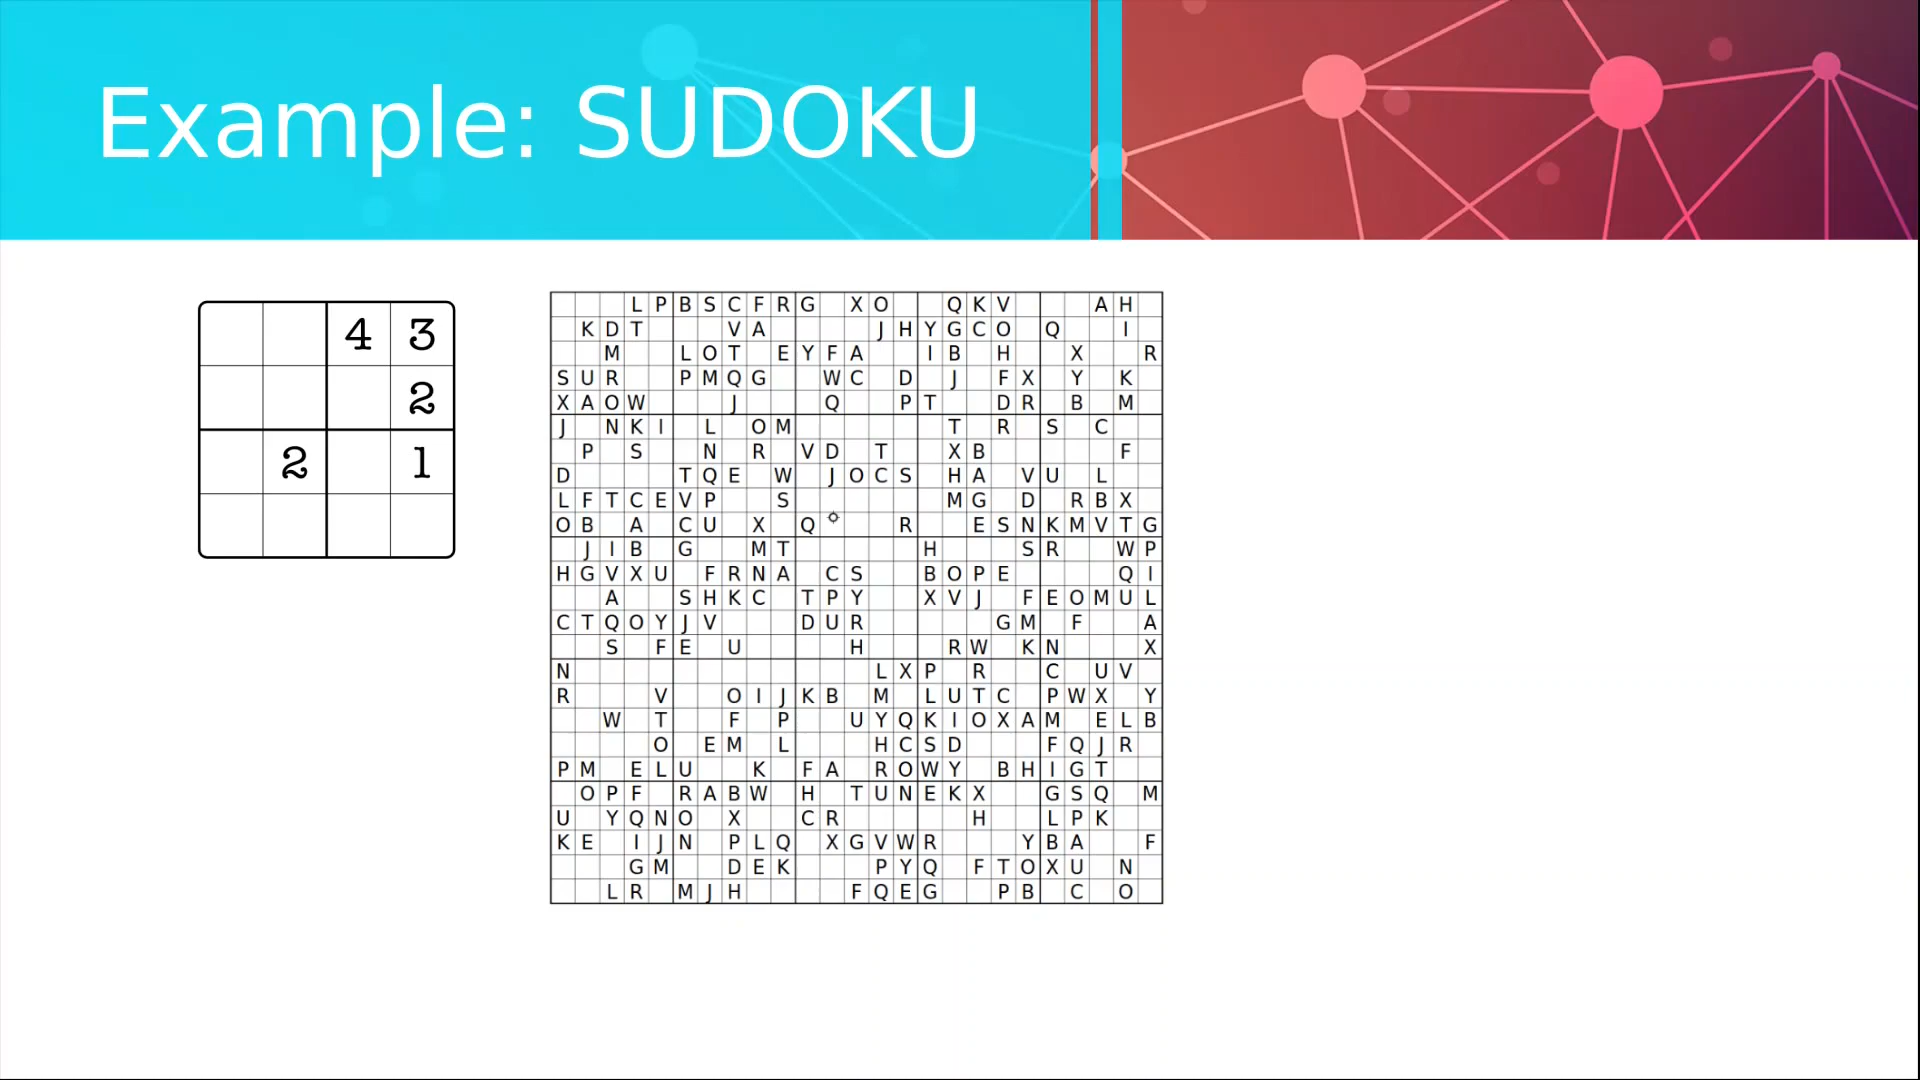 Example: SUDOKU
4 3
2
2 1
L P B S C F R G X O Q K V A H
K D T V A J H Y G C O Q I
M L O T E Y F A I B H X R
S U R P M Q G W C D J F X Y K
X A O W J Q P T D R B M
J N K I L O M T R S C
P S N R V D T X B F
D T Q E W J O C S H A V U L
L F T C E V P S M G D R B X
O B A C U X Q R E S N K M V T G
J I B G M T H S R W P
H G V X U F R N A C S B O P E Q I
A S H K C T P Y X V J F E O M U L
C T Q O Y J V D U R G M F A
S F E U H R W K N X
N L X P R C U V
R V O I J K B M L U T C P W X Y
W T F P U Y Q K I O X A M E L B
O E M L H C S D F Q J R
P M E L U K F A R O W Y B H I G T
O P F R A B W H T U N E K X G S Q M
U Y Q N O X C R H L P K
K E I J N P L Q X G V W R Y B A F
G M D E K P Y Q F T O X U N
L R M J H F Q E G P B C O